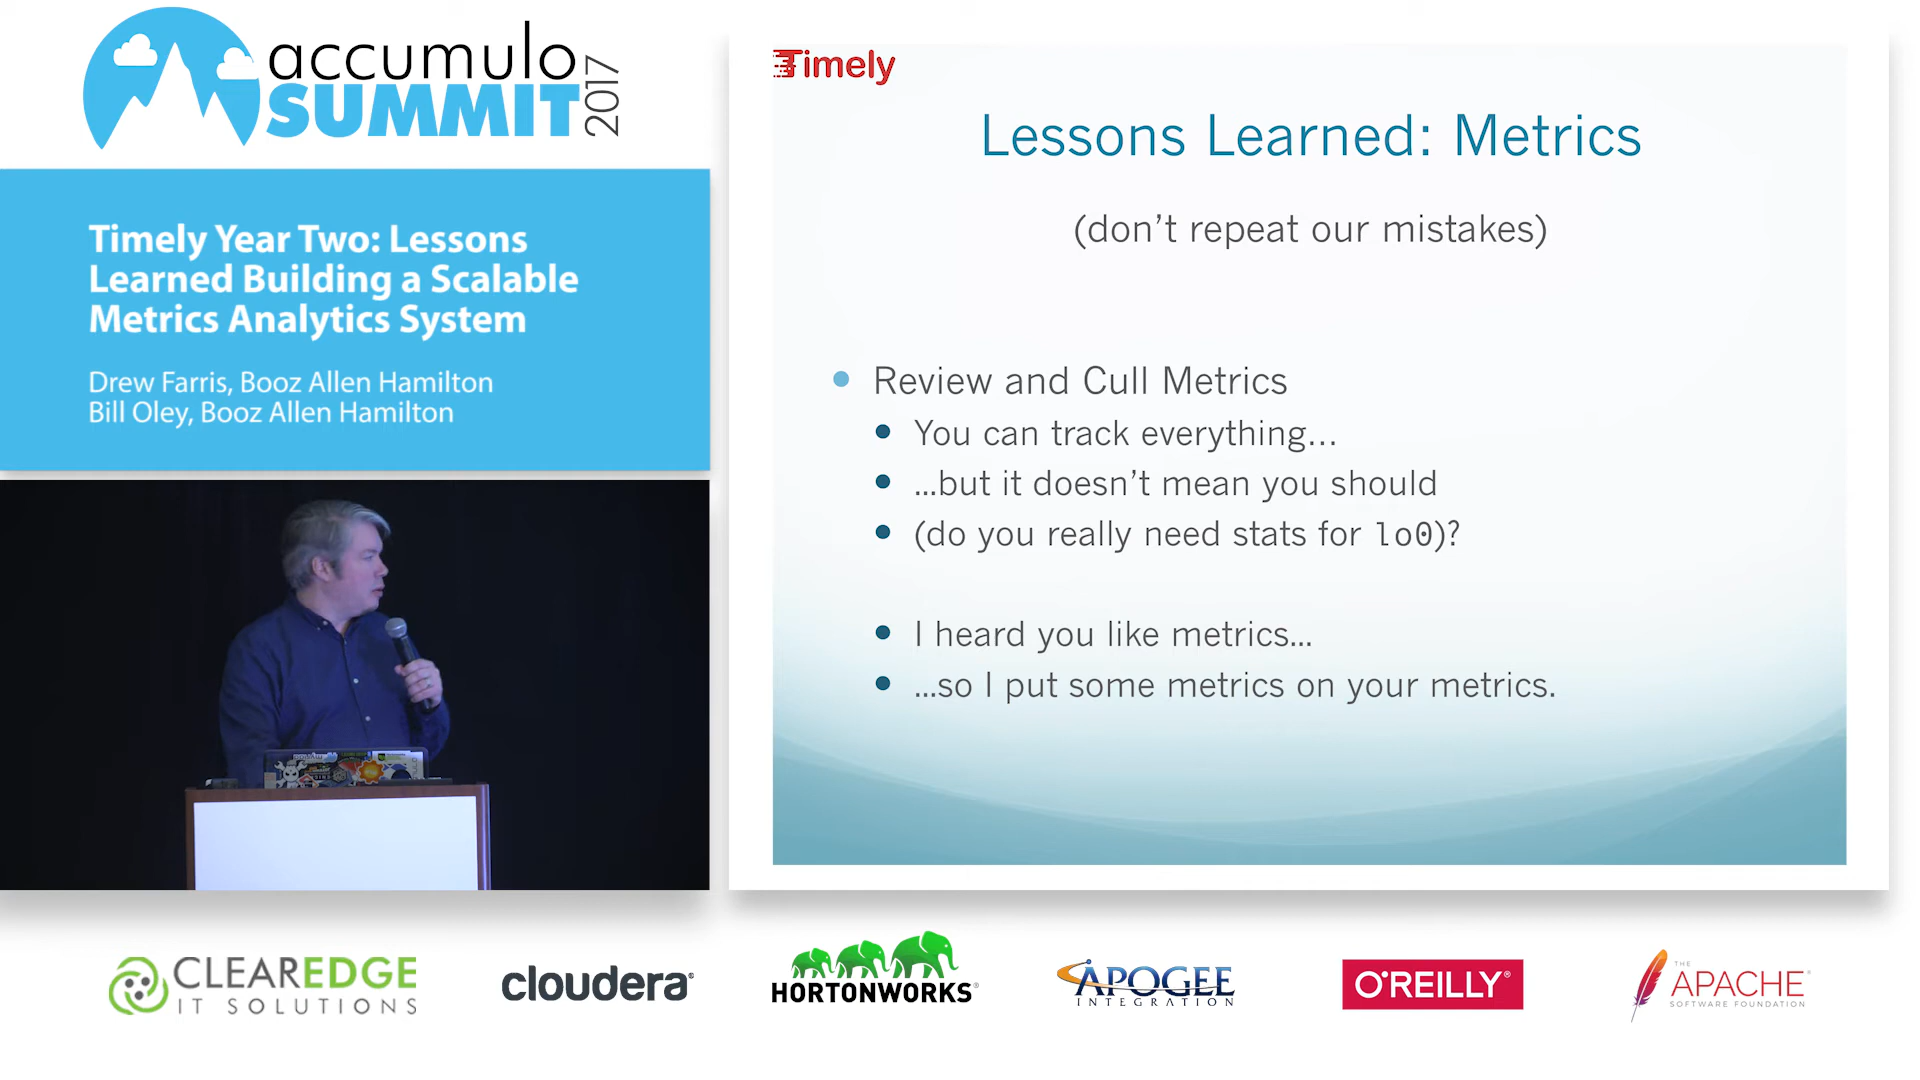 accumulo
SUMMIT
2017
Timely Year Two: Lessons
Learned Building a Scalable
Metrics Analytics System
Drew Farris, Booz Allen Hamilton
Bill Oley, Booz Allen Hamilton
Timely
Lessons Learned: Metrics
(don’t repeat our mistakes)
Review and Cull Metrics
You can track everything…
…but it doesn’t mean you should
(do you really need stats for lo0)?
I heard you like metrics…
…so I put some metrics on your metrics.
CLEAREDGE
IT SOLUTIONS
cloudera®
HORTONWORKS®
APOGEE
INTEGRATION
O'REILLY®
THE
APACHE®
SOFTWARE FOUNDATION